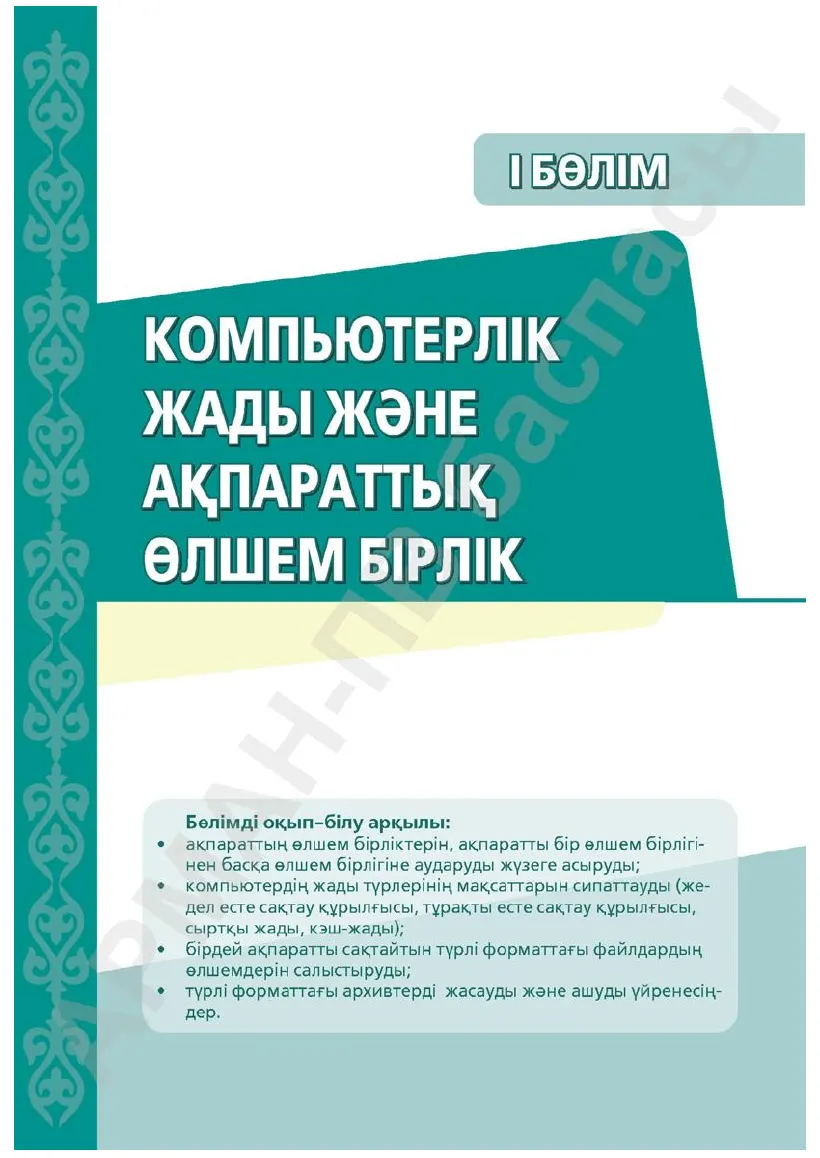 І БӨЛІМ
КОМПЬЮТЕРЛІК
ЖАДЫ ЖӘНЕ
АҚПАРАТТЫҚ
ӨЛШЕМ БІРЛІК
Бөлімді оқып–білу арқылы:
• ақпараттың өлшем бірліктерін, ақпаратты бір өлшем бірлігі-
нен басқа өлшем бірлігіне аударуды жүзеге асыруды;
• компьютердің жады түрлерінің мақсаттарын сипаттауды (же-
дел есте сақтау құрылғысы, тұрақты есте сақтау құрылғысы,
сыртқы жады, кэш-жады);
• бірдей ақпаратты сақтайтын түрлі форматтағы файлдардың
өлшемдерін салыстыруды;
• түрлі форматтағы архивтерді жасауды және ашуды үйренесің-
дер.
АРМАН-ПВ баспасы